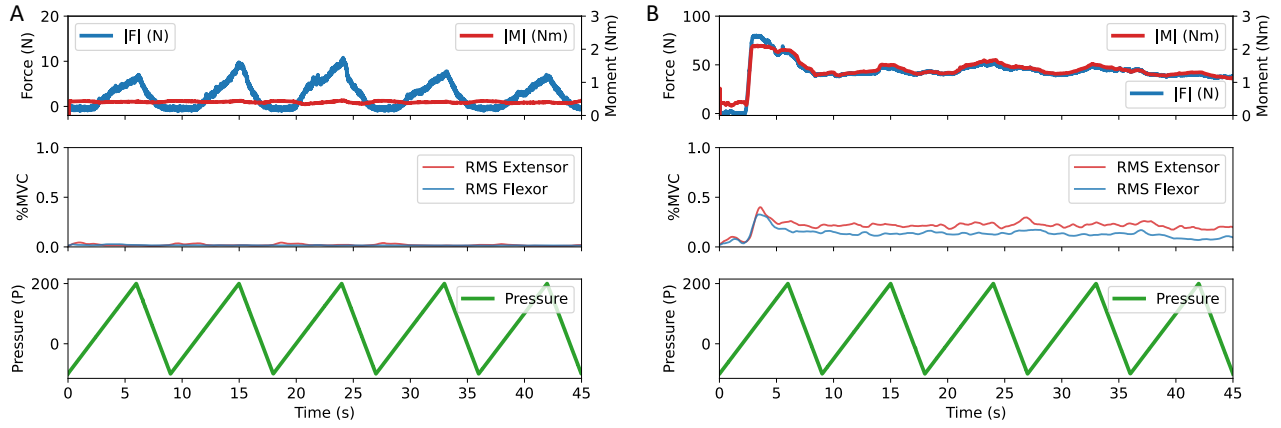 A
20
10
0
Force (N)
|F| (N)
|M| (Nm)
3
2
1
0
Moment (Nm)
1.0
0.5
0.0
%MVC
RMS Extensor
RMS Flexor
200
0
Pressure (P)
Pressure
0 5 10 15 20 25 30 35 40 45
Time (s)
B
100
50
0
Force (N)
|M| (Nm)
|F| (N)
3
2
1
0
Moment (Nm)
1.0
0.5
0.0
%MVC
RMS Extensor
RMS Flexor
200
0
Pressure (P)
Pressure
0 5 10 15 20 25 30 35 40 45
Time (s)